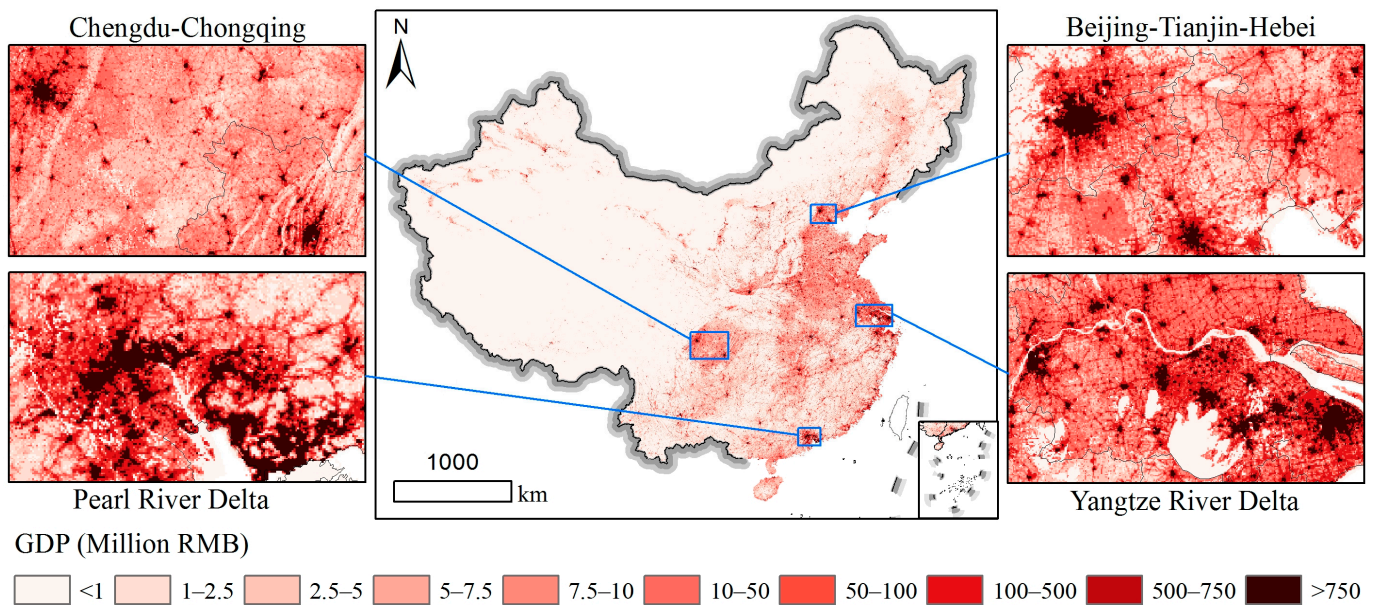 Chengdu-Chongqing
Beijing-Tianjin-Hebei
N
1000
km
Pearl River Delta
Yangtze River Delta
GDP (Million RMB)
<1 1–2.5 2.5–5 5–7.5 7.5–10 10–50 50–100 100–500 500–750 >750